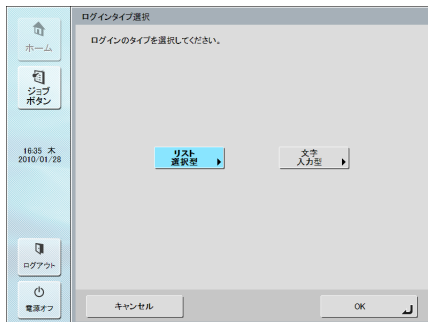 ログインタイプ選択
ホーム
ログインのタイプを選択してください。
ジョブ
ボタン
16:35 木
2010/01/28
リスト
選択型
文字
入力型
ログアウト
電源オフ
キャンセル
OK